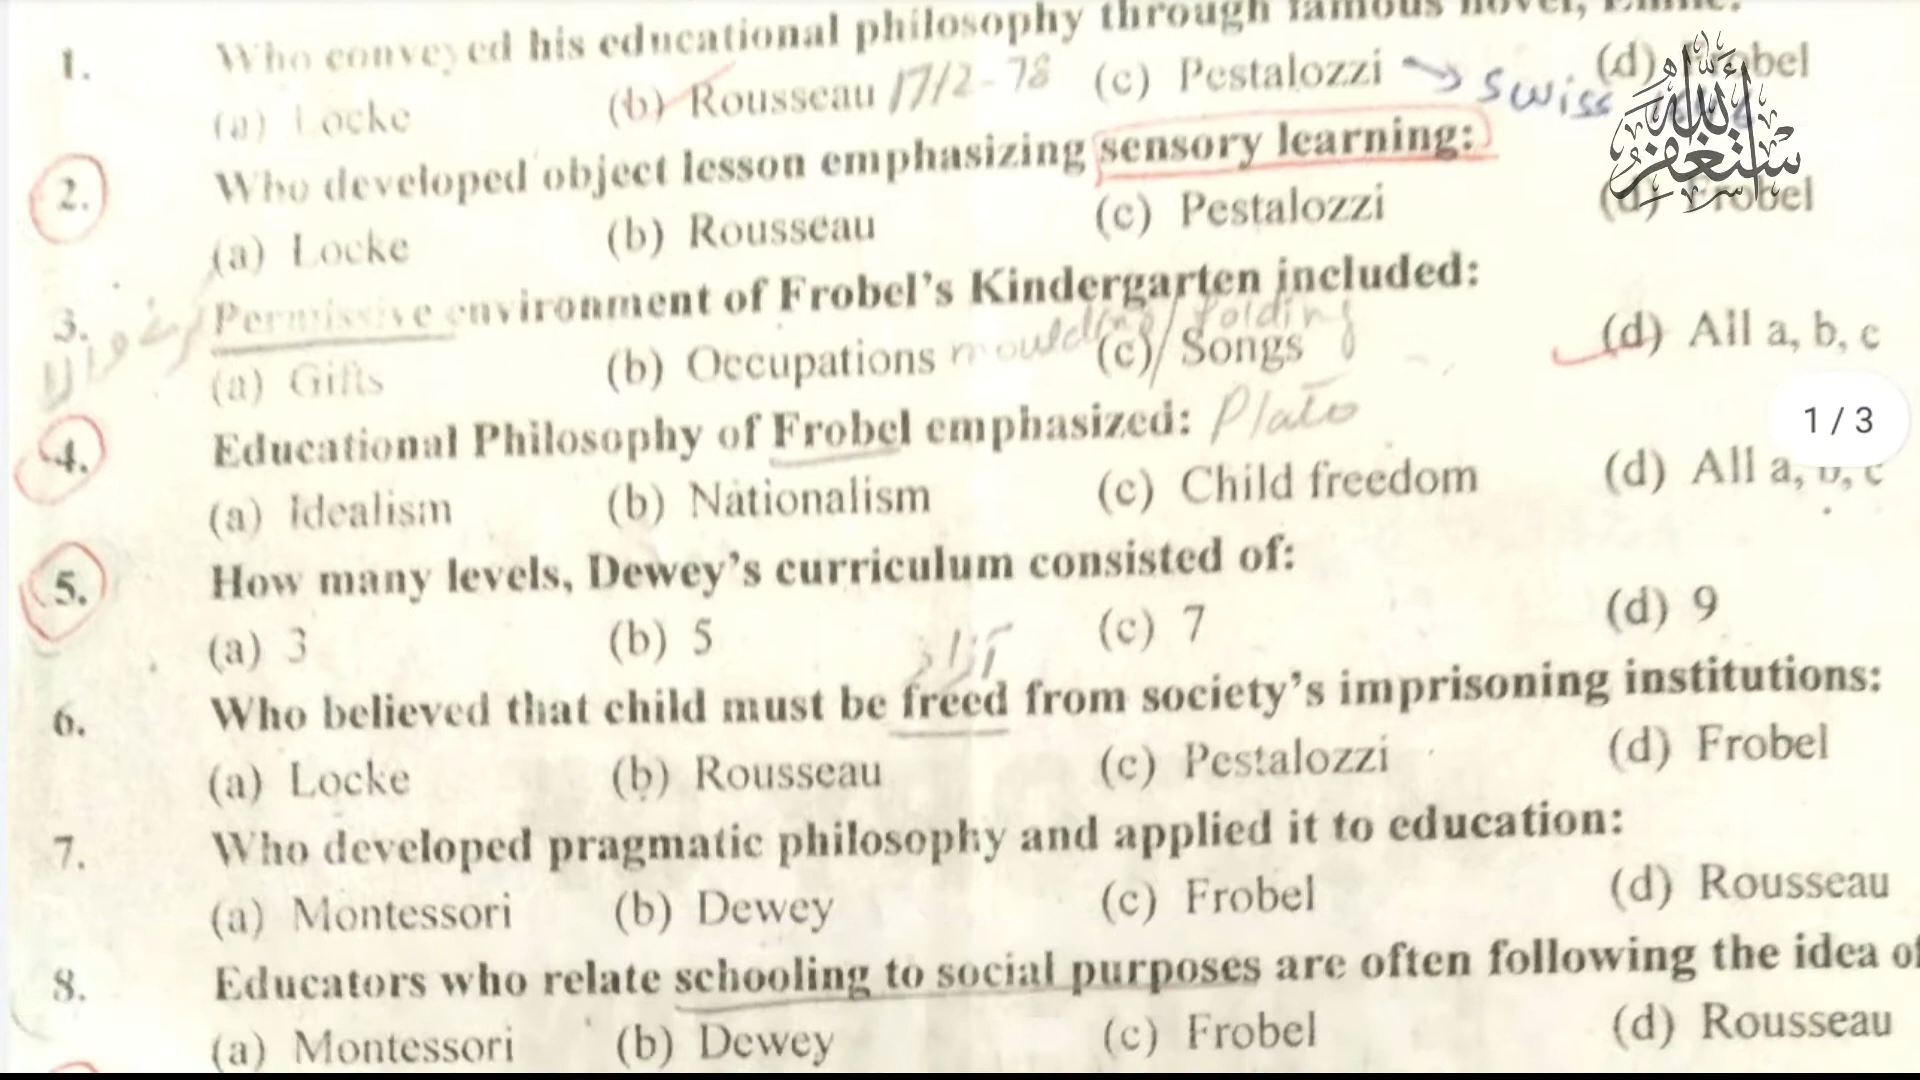 1. Who conveyed his educational philosophy through famous novel, Emile:
(a) Locke (b) Rousseau 1712-78 (c) Pestalozzi → Swiss (d) Frobel
2. Who developed object lesson emphasizing sensory learning:
(a) Locke (b) Rousseau (c) Pestalozzi (d) Frobel
3. Permissive environment of Frobel's Kindergarten included:
moulding/folding
(a) Gifts (b) Occupations (c) Songs (d) All a, b, c
4. Educational Philosophy of Frobel emphasized: Plato
1 / 3
(a) Idealism (b) Nationalism (c) Child freedom (d) All a, b, c
5. How many levels, Dewey's curriculum consisted of:
(a) 3 (b) 5 (c) 7 (d) 9
آزاد
6. Who believed that child must be freed from society's imprisoning institutions:
(a) Locke (b) Rousseau (c) Pestalozzi (d) Frobel
7. Who developed pragmatic philosophy and applied it to education:
(a) Montessori (b) Dewey (c) Frobel (d) Rousseau
8. Educators who relate schooling to social purposes are often following the idea of
(a) Montessori (b) Dewey (c) Frobel (d) Rousseau